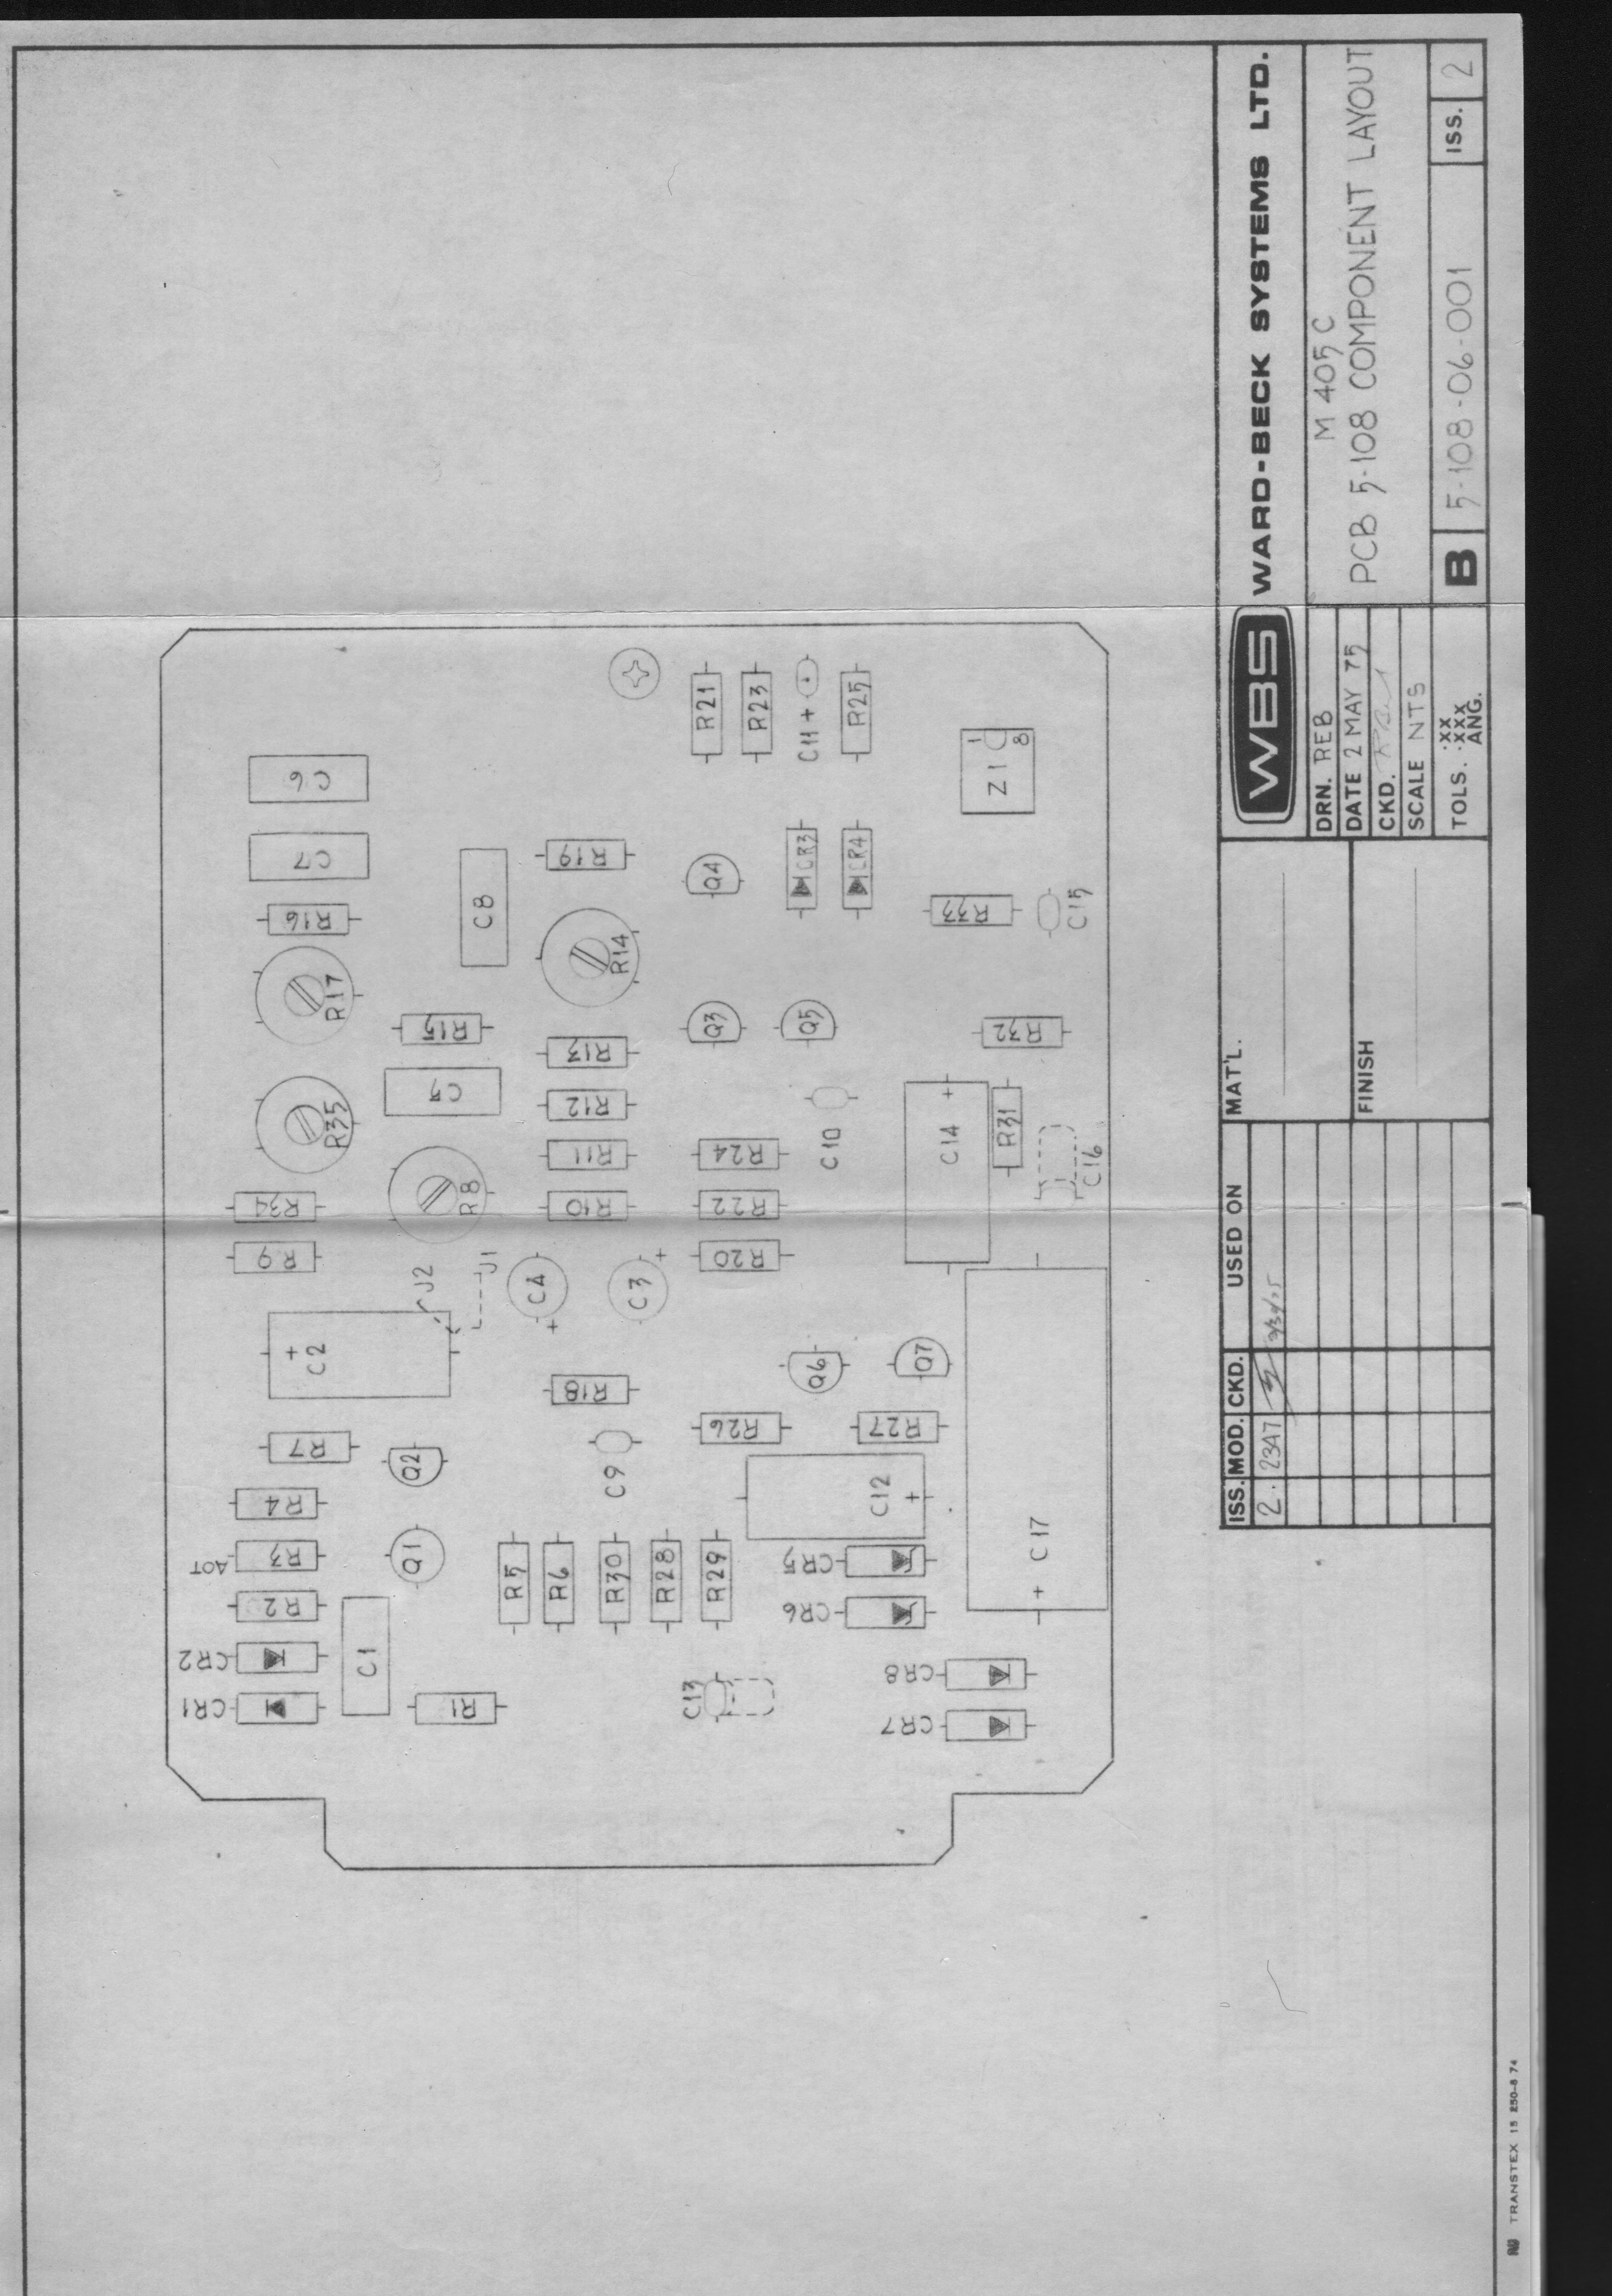 C6
C7
R16
R17
C8
R19
R14
R15
R13
C5
R12
R11
R10
R35
R8
R34
R9
J2
J1
C4
C3
+
+
R21
R23
C11 +
R25
Z1
1
8
Q4
CR3
CR4
R33
C15
Q3
Q5
R32
C10
C14 +
R31
C16
R24
R22
R20
+
C2
R7
Q2
R4
AOT
R3
Q1
R2
CR2
CR1
C1
R1
R18
C9
R26
Q6
Q7
R27
C12
+
R5
R6
R30
R28
R29
CR5
CR6
C13
CR8
CR7
+ C17
WBS
WARD-BECK SYSTEMS LTD.
DRN. REB
DATE 2 MAY 75
CKD.
SCALE NTS
TOLS. .XX
.XXX
ANG.
M 405 C
PCB 5-108 COMPONENT LAYOUT
B
5-108-06-001
ISS. 2
MAT'L.
FINISH
ISS. MOD. CKD. USED ON
2. 2347
TRANSTEX 15 250-8 74